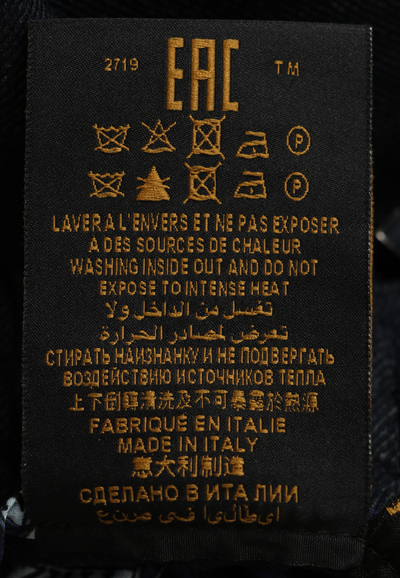 2719 EAC TM
P
P
LAVER A L'ENVERS ET NE PAS EXPOSER
A DES SOURCES DE CHALEUR
WASHING INSIDE OUT AND DO NOT
EXPOSE TO INTENSE HEAT
تغسل من الداخل ولا
تعرض لمصادر الحرارة
СТИРАТЬ НАИЗНАНКУ И НЕ ПОДВЕРГАТЬ
ВОЗДЕЙСТВИЮ ИСТОЧНИКОВ ТЕПЛА
上下倒轉清洗及不可暴露於熱源
FABRIQUÉ EN ITALIE
MADE IN ITALY
意大利制造
СДЕЛАНО В ИТАЛИИ
صنع في ايطاليا